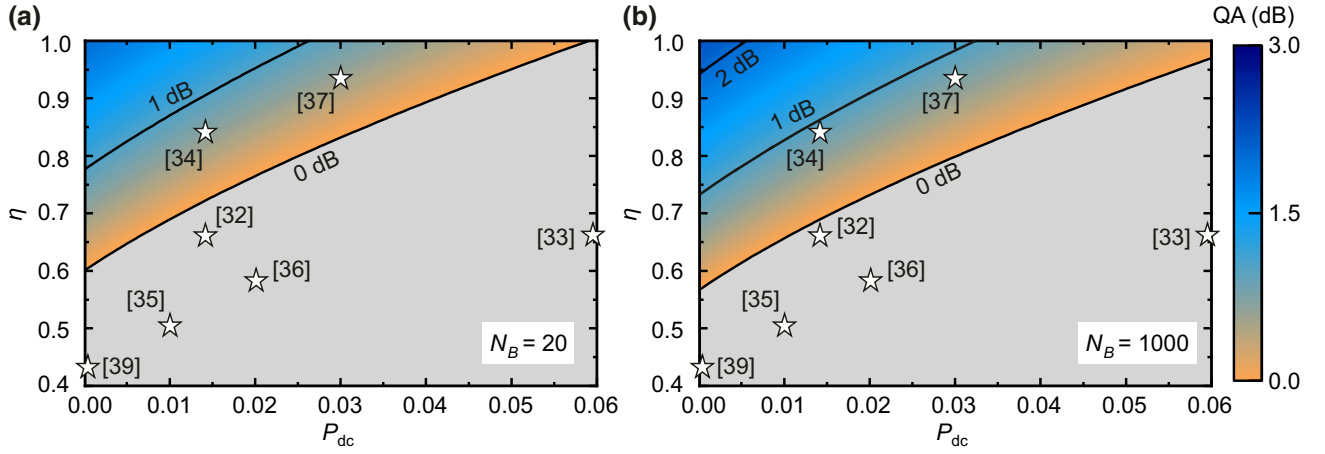 (a)
1.0
0.9
0.8
0.7
0.6
0.5
0.4
η
0.00 0.01 0.02 0.03 0.04 0.05 0.06
P_dc
1 dB
0 dB
[37]
[34]
[32]
[33]
[36]
[35]
[39]
N_B = 20
(b)
1.0
0.9
0.8
0.7
0.6
0.5
0.4
η
0.00 0.01 0.02 0.03 0.04 0.05 0.06
P_dc
2 dB
1 dB
0 dB
[37]
[34]
[32]
[33]
[36]
[35]
[39]
N_B = 1000
QA (dB)
3.0
1.5
0.0